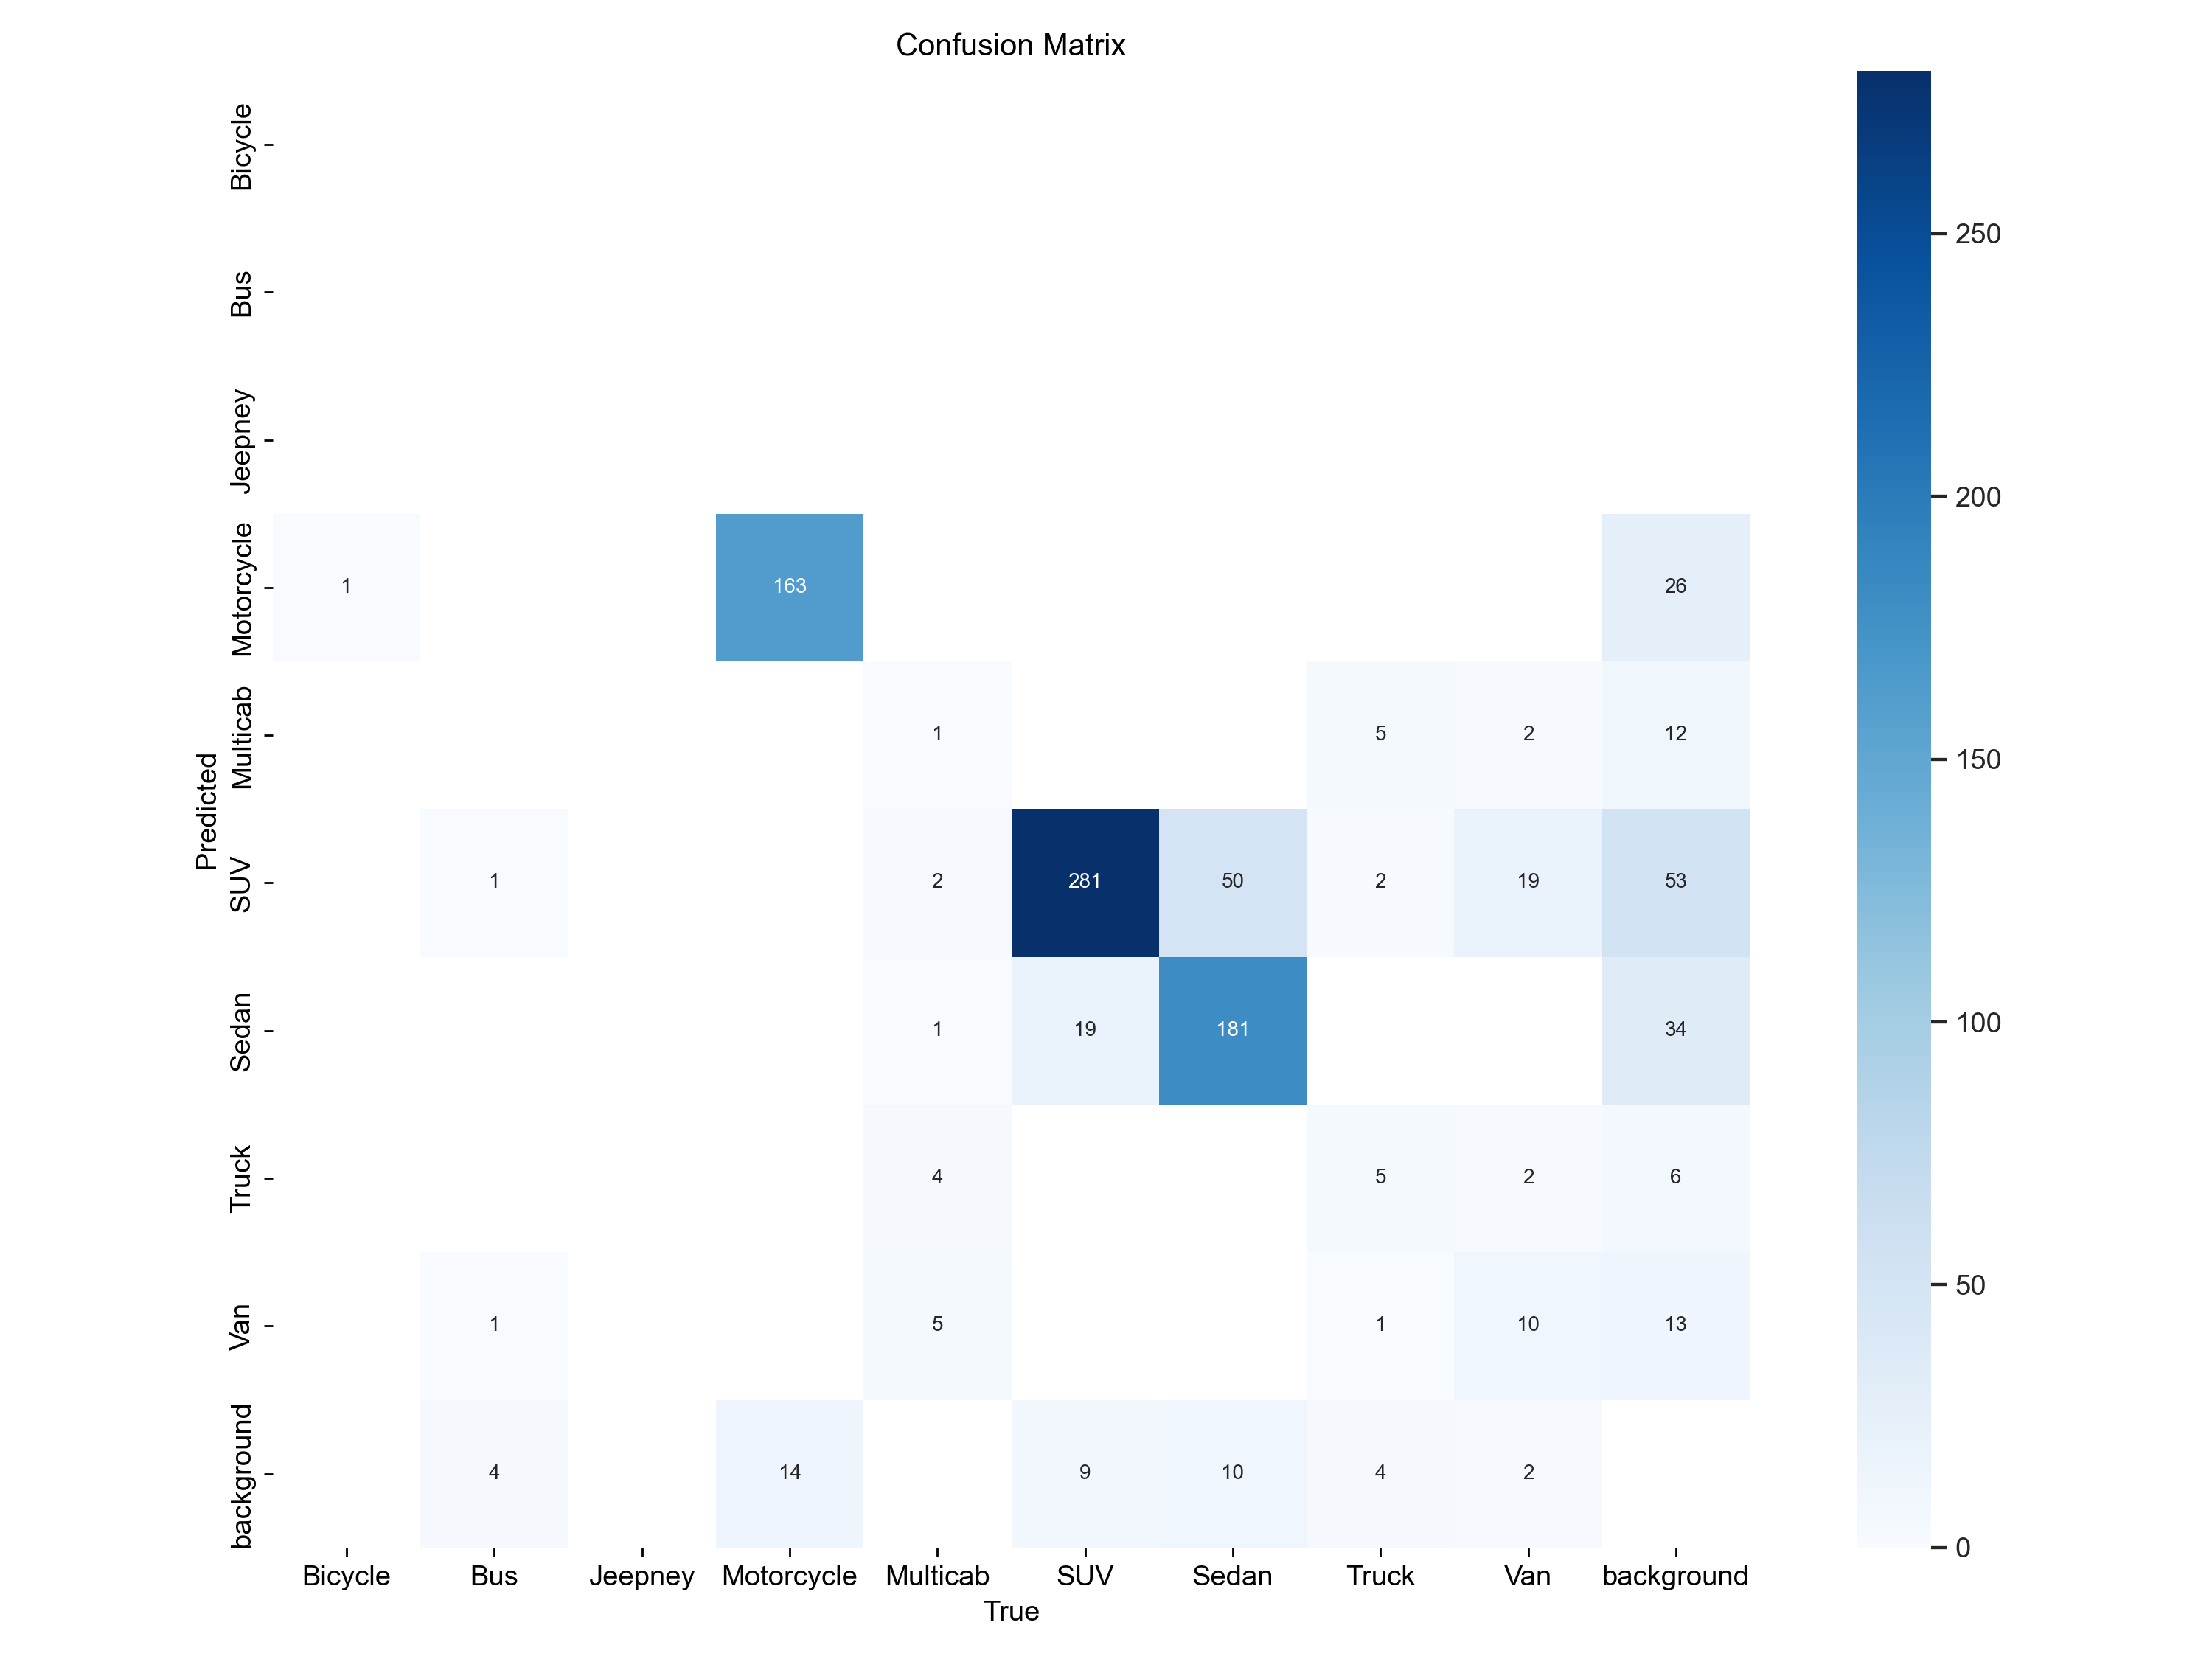 Confusion Matrix
Predicted
Bicycle
Bus
Jeepney
Motorcycle
1 163 26
Multicab
1 5 2 12
SUV
1 2 281 50 2 19 53
Sedan
1 19 181 34
Truck
4 5 2 6
Van
1 5 1 10 13
background
4 14 9 10 4 2
Bicycle Bus Jeepney Motorcycle Multicab SUV Sedan Truck Van background
True
250
200
150
100
50
0